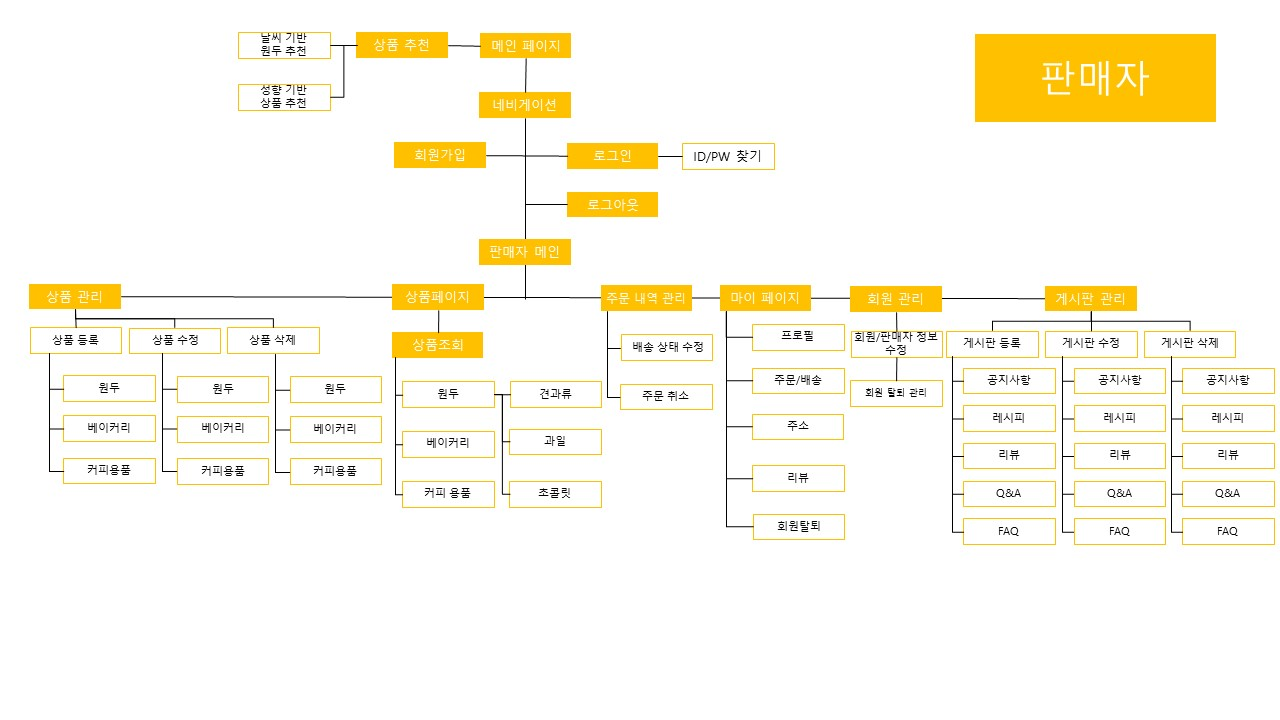 날씨 기반
원두 추천
상품 추천
메인 페이지
판매자
성향 기반
상품 추천
네비게이션
회원가입
로그인
ID/PW 찾기
로그아웃
판매자 메인
상품 관리
상품페이지
주문 내역 관리
마이 페이지
회원 관리
게시판 관리
상품 등록
상품 수정
상품 삭제
상품조회
배송 상태 수정
주문 취소
프로필
주문/배송
주소
리뷰
회원탈퇴
회원/판매자 정보
수정
회원 탈퇴 관리
게시판 등록
게시판 수정
게시판 삭제
원두
베이커리
커피용품
원두
베이커리
커피용품
원두
베이커리
커피용품
원두
베이커리
커피 용품
견과류
과일
초콜릿
공지사항
레시피
리뷰
Q&A
FAQ
공지사항
레시피
리뷰
Q&A
FAQ
공지사항
레시피
리뷰
Q&A
FAQ